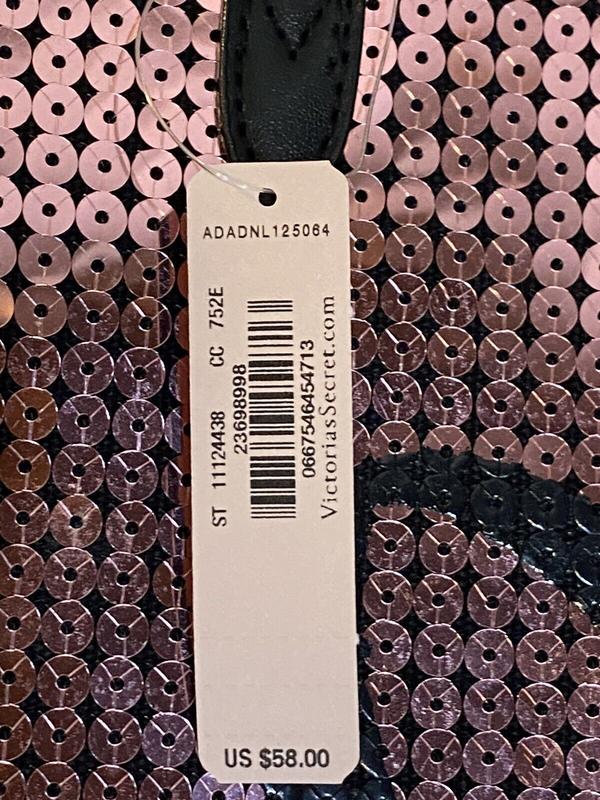 ADADNL125064
ST 11124438 CC 752E
23698998
0667546454713
VictoriasSecret.com
US $58.00